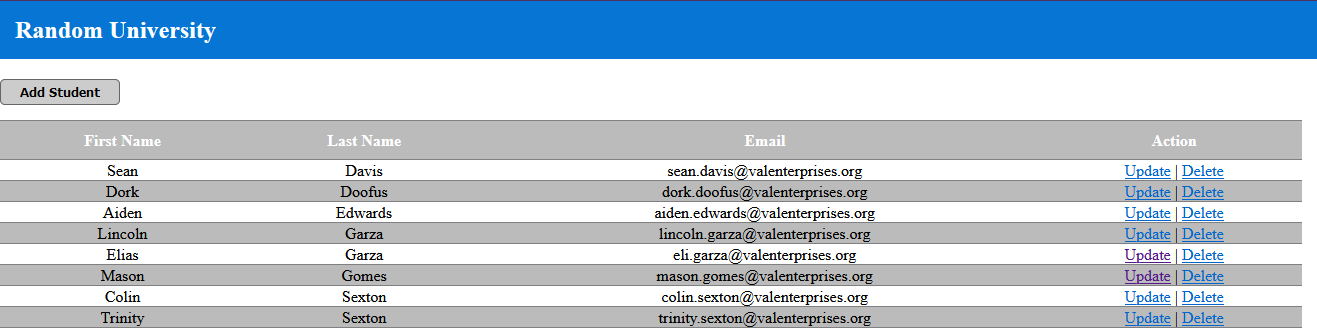 Random University
Add Student
First Name Last Name Email Action
Sean Davis sean.davis@valenterprises.org Update | Delete
Dork Doofus dork.doofus@valenterprises.org Update | Delete
Aiden Edwards aiden.edwards@valenterprises.org Update | Delete
Lincoln Garza lincoln.garza@valenterprises.org Update | Delete
Elias Garza eli.garza@valenterprises.org Update | Delete
Mason Gomes mason.gomes@valenterprises.org Update | Delete
Colin Sexton colin.sexton@valenterprises.org Update | Delete
Trinity Sexton trinity.sexton@valenterprises.org Update | Delete